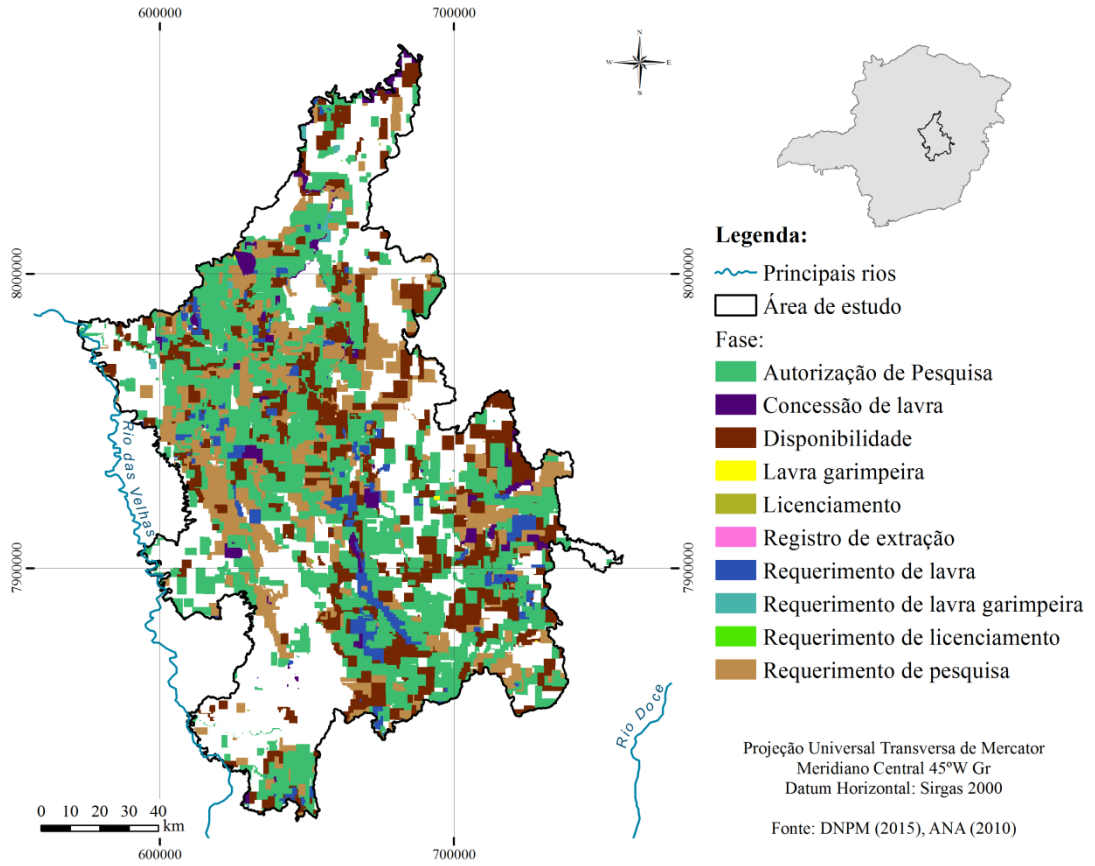 600000
700000
N
W
E
S
8000000
8000000
7900000
7900000
Rio das Velhas
Rio Doce
0 10 20 30 40
km
600000
700000
Legenda:
Principais rios
Área de estudo
Fase:
Autorização de Pesquisa
Concessão de lavra
Disponibilidade
Lavra garimpeira
Licenciamento
Registro de extração
Requerimento de lavra
Requerimento de lavra garimpeira
Requerimento de licenciamento
Requerimento de pesquisa
Projeção Universal Transversa de Mercator
Meridiano Central 45ºW Gr
Datum Horizontal: Sirgas 2000
Fonte: DNPM (2015), ANA (2010)